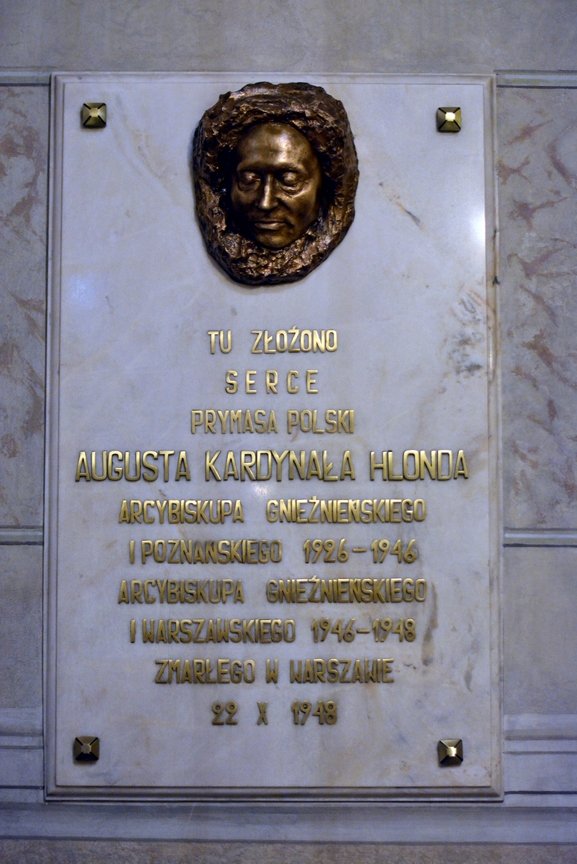 TU ZŁOŻONO
SERCE
PRYMASA POLSKI
AUGUSTA KARDYNAŁA HLONDA
ARCYBISKUPA GNIEŹNIEŃSKIEGO
I POZNAŃSKIEGO 1926-1946
ARCYBISKUPA GNIEŹNIEŃSKIEGO
I WARSZAWSKIEGO 1946-1948
ZMARŁEGO W WARSZAWIE
22 X 1948